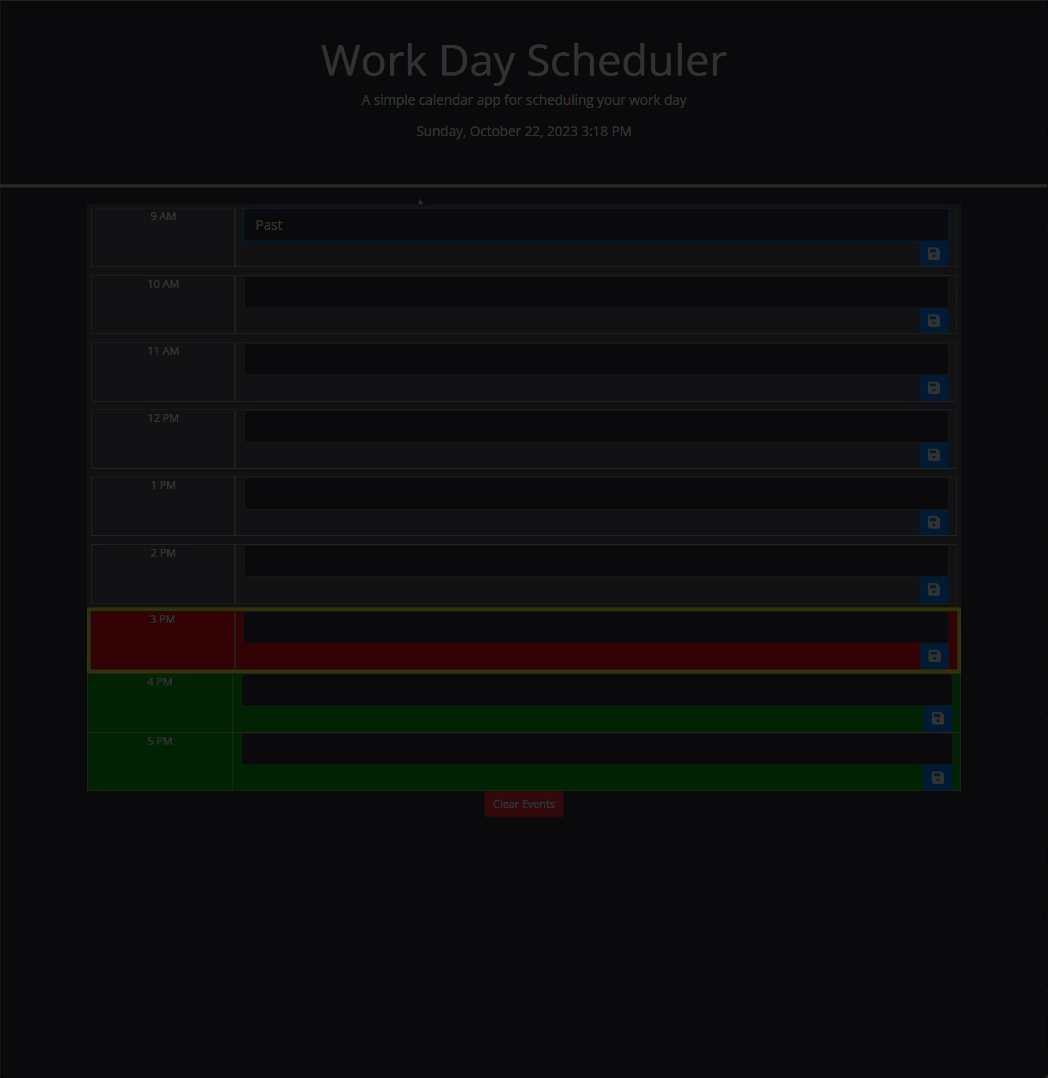 Work Day Scheduler
A simple calendar app for scheduling your work day
Sunday, October 22, 2023 3:18 PM
9 AM
Past
10 AM
11 AM
12 PM
1 PM
2 PM
3 PM
4 PM
5 PM
Clear Events